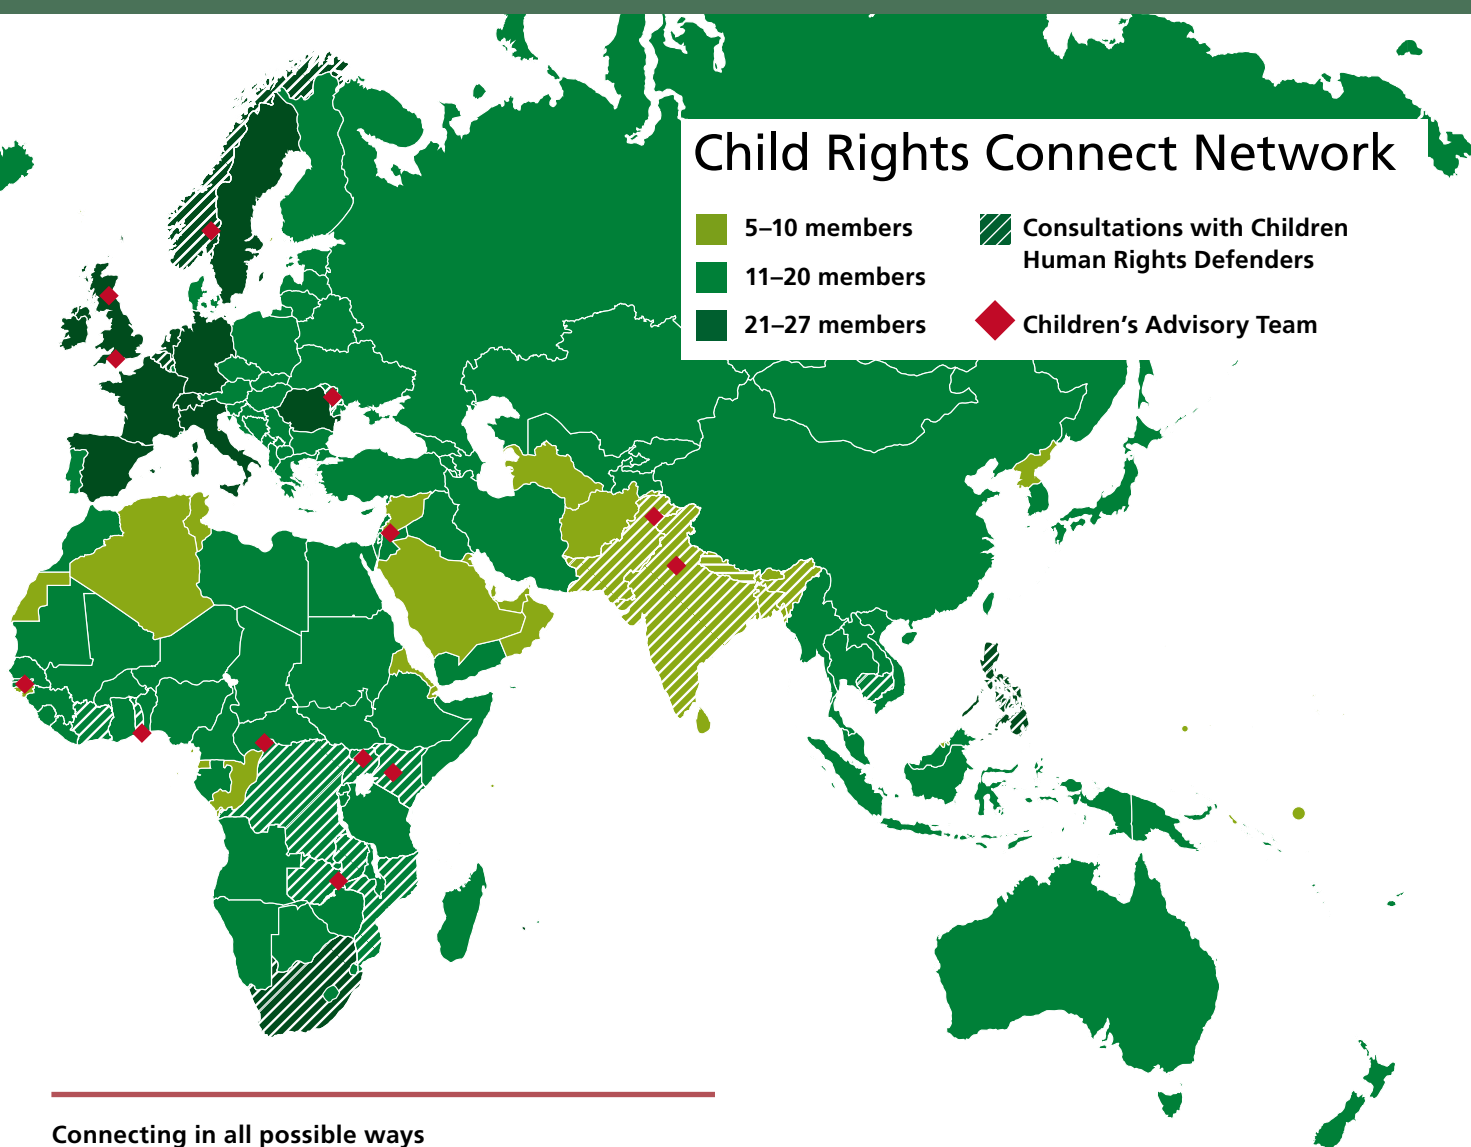 Child Rights Connect Network
5–10 members
11–20 members
21–27 members
Consultations with Children
Human Rights Defenders
Children’s Advisory Team
Connecting in all possible ways